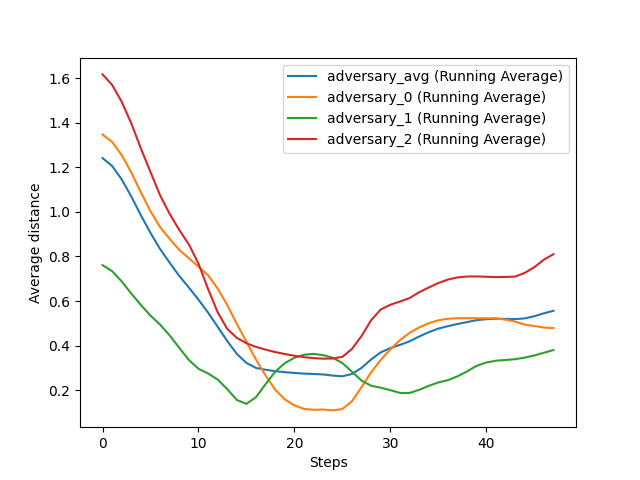 adversary_avg (Running Average)
adversary_0 (Running Average)
adversary_1 (Running Average)
adversary_2 (Running Average)
Average distance
1.6
1.4
1.2
1.0
0.8
0.6
0.4
0.2
0 10 20 30 40
Steps